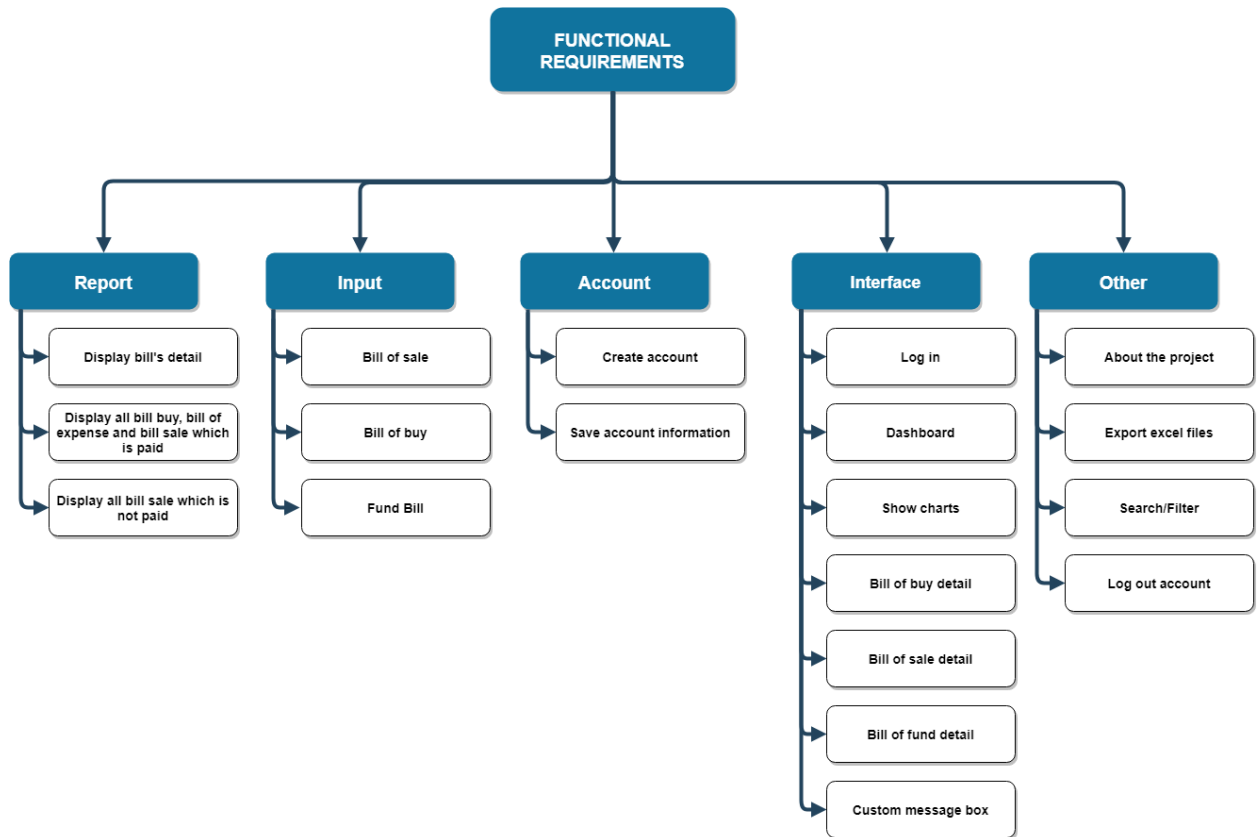 FUNCTIONAL
REQUIREMENTS
Report
Input
Account
Interface
Other
Display bill's detail
Display all bill buy, bill of
expense and bill sale which
is paid
Display all bill sale which is
not paid
Bill of sale
Bill of buy
Fund Bill
Create account
Save account information
Log in
Dashboard
Show charts
Bill of buy detail
Bill of sale detail
Bill of fund detail
Custom message box
About the project
Export excel files
Search/Filter
Log out account